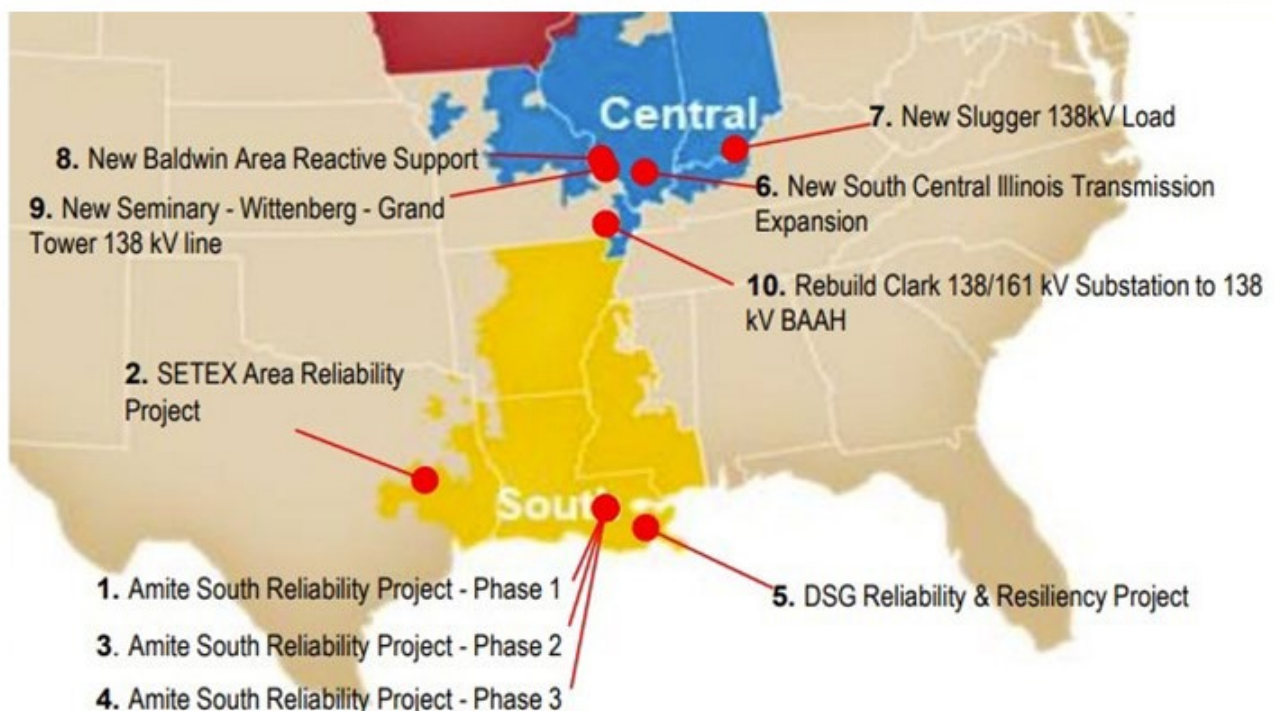 Central
7. New Slugger 138kV Load
8. New Baldwin Area Reactive Support
9. New Seminary - Wittenberg - Grand
Tower 138 kV line
6. New South Central Illinois Transmission
Expansion
10. Rebuild Clark 138/161 kV Substation to 138
kV BAAH
2. SETEX Area Reliability
Project
South
1. Amite South Reliability Project - Phase 1
3. Amite South Reliability Project - Phase 2
4. Amite South Reliability Project - Phase 3
5. DSG Reliability & Resiliency Project